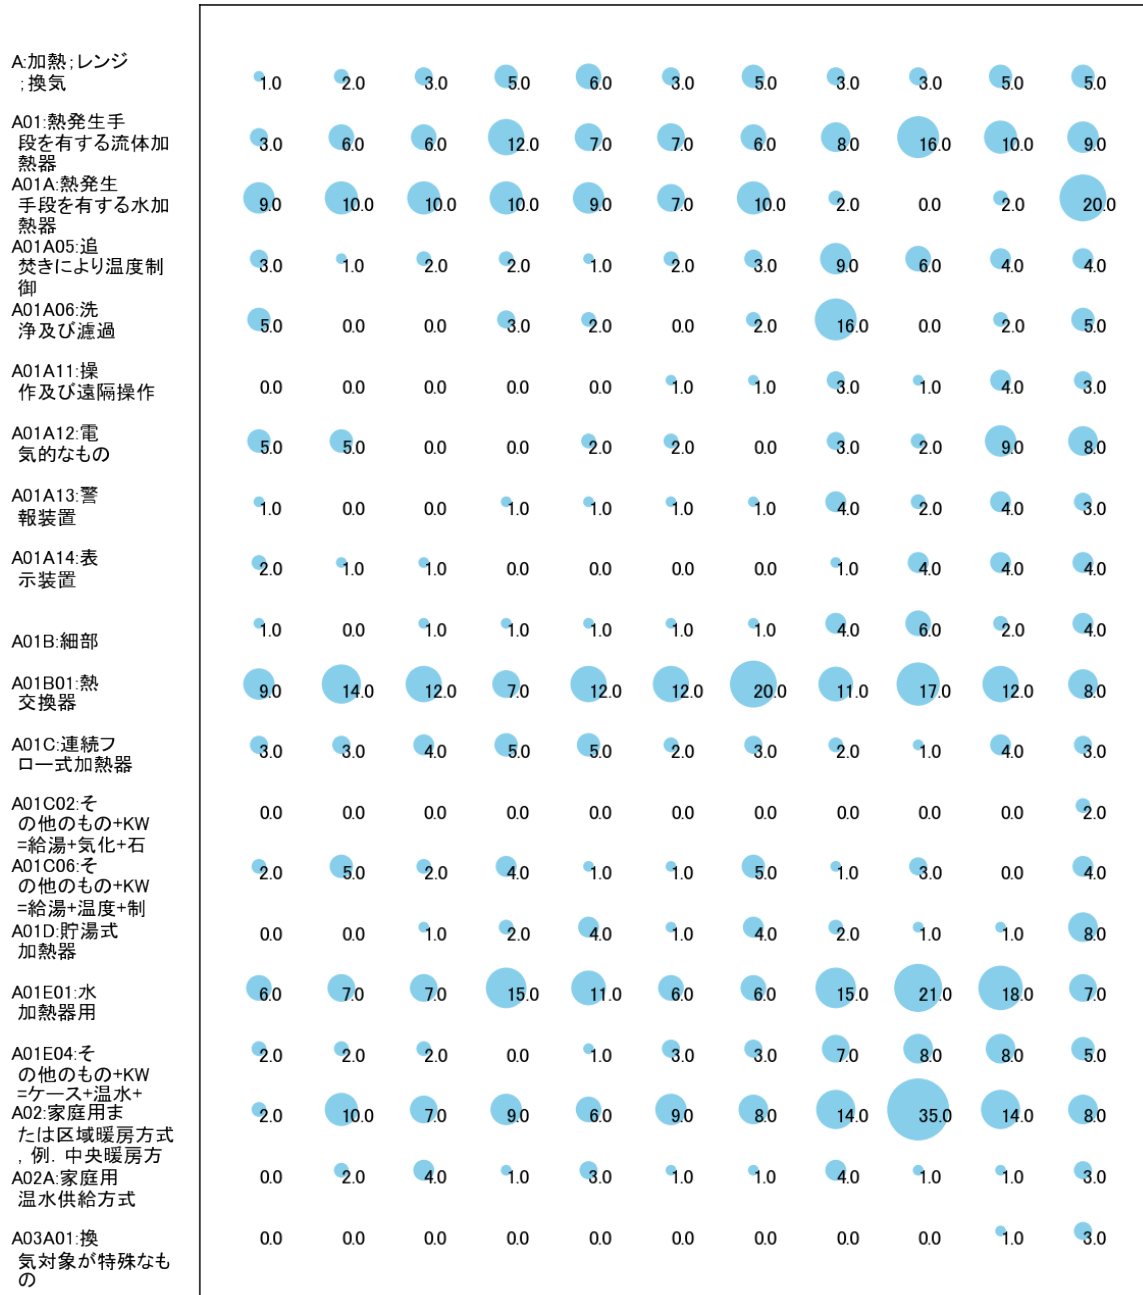 A:加熱;レンジ
;換気
1.0 2.0 3.0 5.0 6.0 3.0 5.0 3.0 3.0 5.0 5.0
A01:熱発生手
段を有する流体加
熱器
3.0 6.0 6.0 12.0 7.0 7.0 6.0 8.0 16.0 10.0 9.0
A01A:熱発生
手段を有する水加
熱器
9.0 10.0 10.0 10.0 9.0 7.0 10.0 2.0 0.0 2.0 20.0
A01A05:追
焚きにより温度制
御
3.0 1.0 2.0 2.0 1.0 2.0 3.0 9.0 6.0 4.0 4.0
A01A06:洗
浄及び濾過
5.0 0.0 0.0 3.0 2.0 0.0 2.0 16.0 0.0 2.0 5.0
A01A11:操
作及び遠隔操作
0.0 0.0 0.0 0.0 0.0 1.0 1.0 3.0 1.0 4.0 3.0
A01A12:電
気的なもの
5.0 5.0 0.0 0.0 2.0 2.0 0.0 3.0 2.0 9.0 8.0
A01A13:警
報装置
1.0 0.0 0.0 1.0 1.0 1.0 1.0 4.0 2.0 4.0 3.0
A01A14:表
示装置
2.0 1.0 1.0 0.0 0.0 0.0 0.0 1.0 4.0 4.0 4.0
A01B:細部
1.0 0.0 1.0 1.0 1.0 1.0 1.0 4.0 6.0 2.0 4.0
A01B01:熱
交換器
9.0 14.0 12.0 7.0 12.0 12.0 20.0 11.0 17.0 12.0 8.0
A01C:連続フ
ロー式加熱器
3.0 3.0 4.0 5.0 5.0 2.0 3.0 2.0 1.0 4.0 3.0
A01C02:そ
の他のもの+KW
=給湯+気化+石
0.0 0.0 0.0 0.0 0.0 0.0 0.0 0.0 0.0 0.0 2.0
A01C06:そ
の他のもの+KW
=給湯+温度+制
2.0 5.0 2.0 4.0 1.0 1.0 5.0 1.0 3.0 0.0 4.0
A01D:貯湯式
加熱器
0.0 0.0 1.0 2.0 4.0 1.0 4.0 2.0 1.0 1.0 8.0
A01E01:水
加熱器用
6.0 7.0 7.0 15.0 11.0 6.0 6.0 15.0 21.0 18.0 7.0
A01E04:そ
の他のもの+KW
=ケース+温水+
2.0 2.0 2.0 0.0 1.0 3.0 3.0 7.0 8.0 8.0 5.0
A02:家庭用ま
たは区域暖房方式
,例.中央暖房方
2.0 10.0 7.0 9.0 6.0 9.0 8.0 14.0 35.0 14.0 8.0
A02A:家庭用
温水供給方式
0.0 2.0 4.0 1.0 3.0 1.0 1.0 4.0 1.0 1.0 3.0
A03A01:換
気対象が特殊なも
の
0.0 0.0 0.0 0.0 0.0 0.0 0.0 0.0 0.0 1.0 3.0